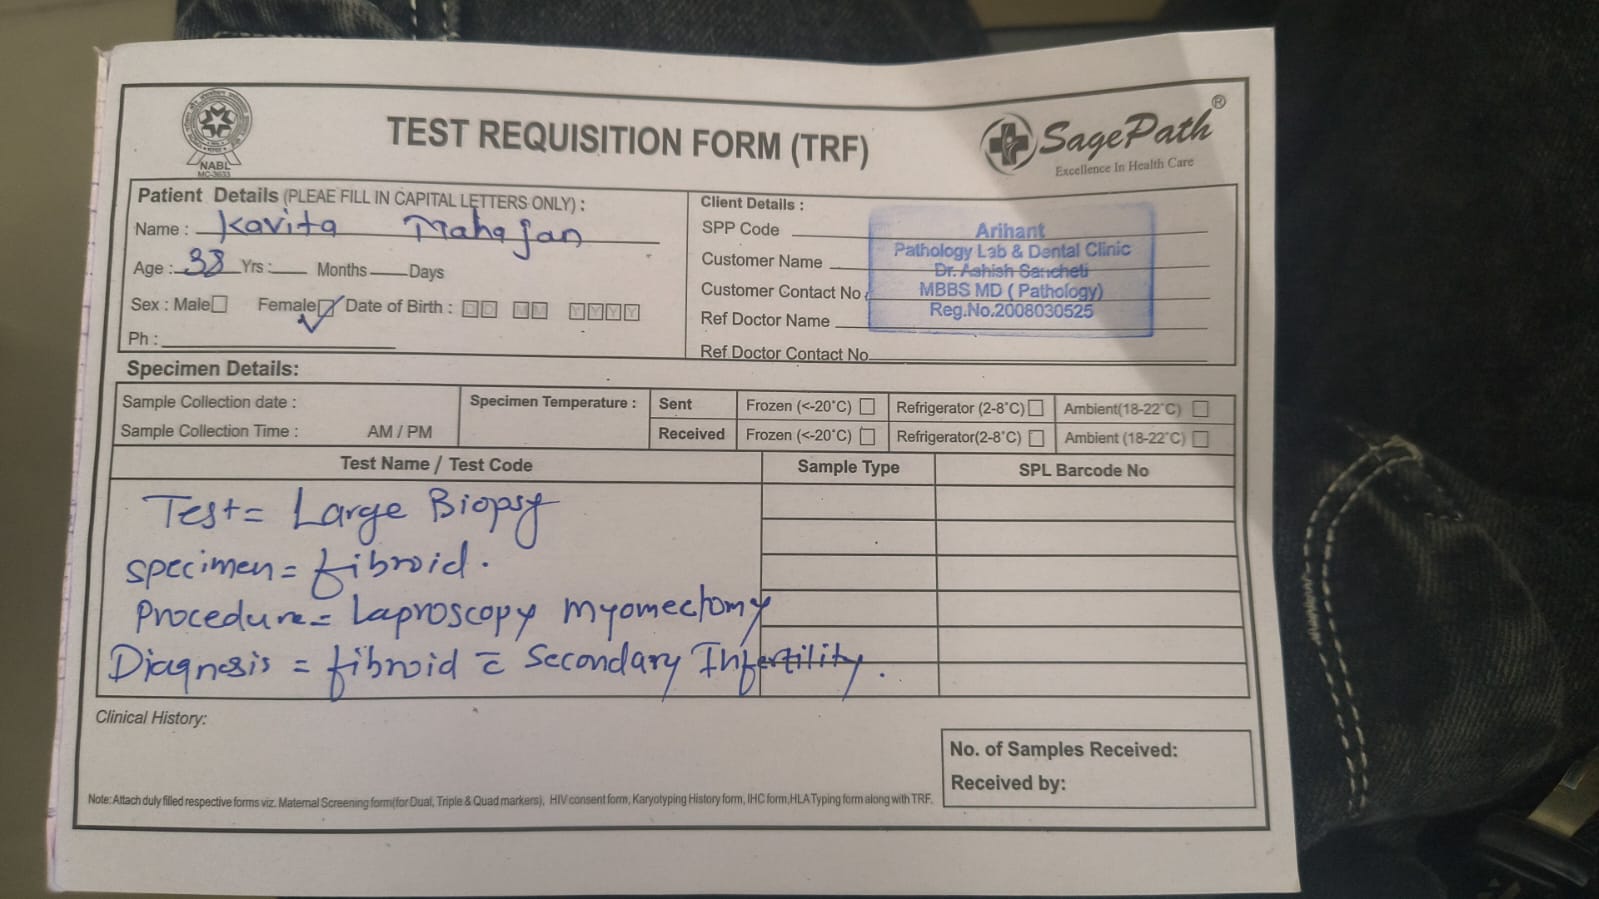 NABL
MC-3633
TEST REQUISITION FORM (TRF)
SagePath®
Excellence In Health Care
Patient Details (PLEAE FILL IN CAPITAL LETTERS ONLY) :
Name : Kavita Mahajan
Age : 38 Yrs : Months Days
Sex : Male Female Date of Birth : DD MM YYYY
Ph :
Client Details :
SPP Code
Customer Name
Customer Contact No
Ref Doctor Name
Ref Doctor Contact No
Arihant
Pathology Lab & Dental Clinic
Dr. Ashish Sancheti
MBBS MD ( Pathology)
Reg.No.2008030525
Specimen Details:
Sample Collection date :
Sample Collection Time : AM / PM
Specimen Temperature :
Sent Frozen (<-20°C) Refrigerator (2-8°C) Ambient(18-22°C)
Received Frozen (<-20°C) Refrigerator(2-8°C) Ambient (18-22°C)
Test Name / Test Code Sample Type SPL Barcode No
Test = Large Biopsy
specimen = fibroid.
Procedure = Laproscopy myomectomy
Diagnesis = fibroid c̄ Secondary Infertility.
Clinical History:
No. of Samples Received:
Received by:
Note: Attach duly filled respective forms viz. Maternal Screening form(for Dual, Triple & Quad markers), HIV consent form, Karyotyping History form, IHC form,HLA Typing form along with TRF.